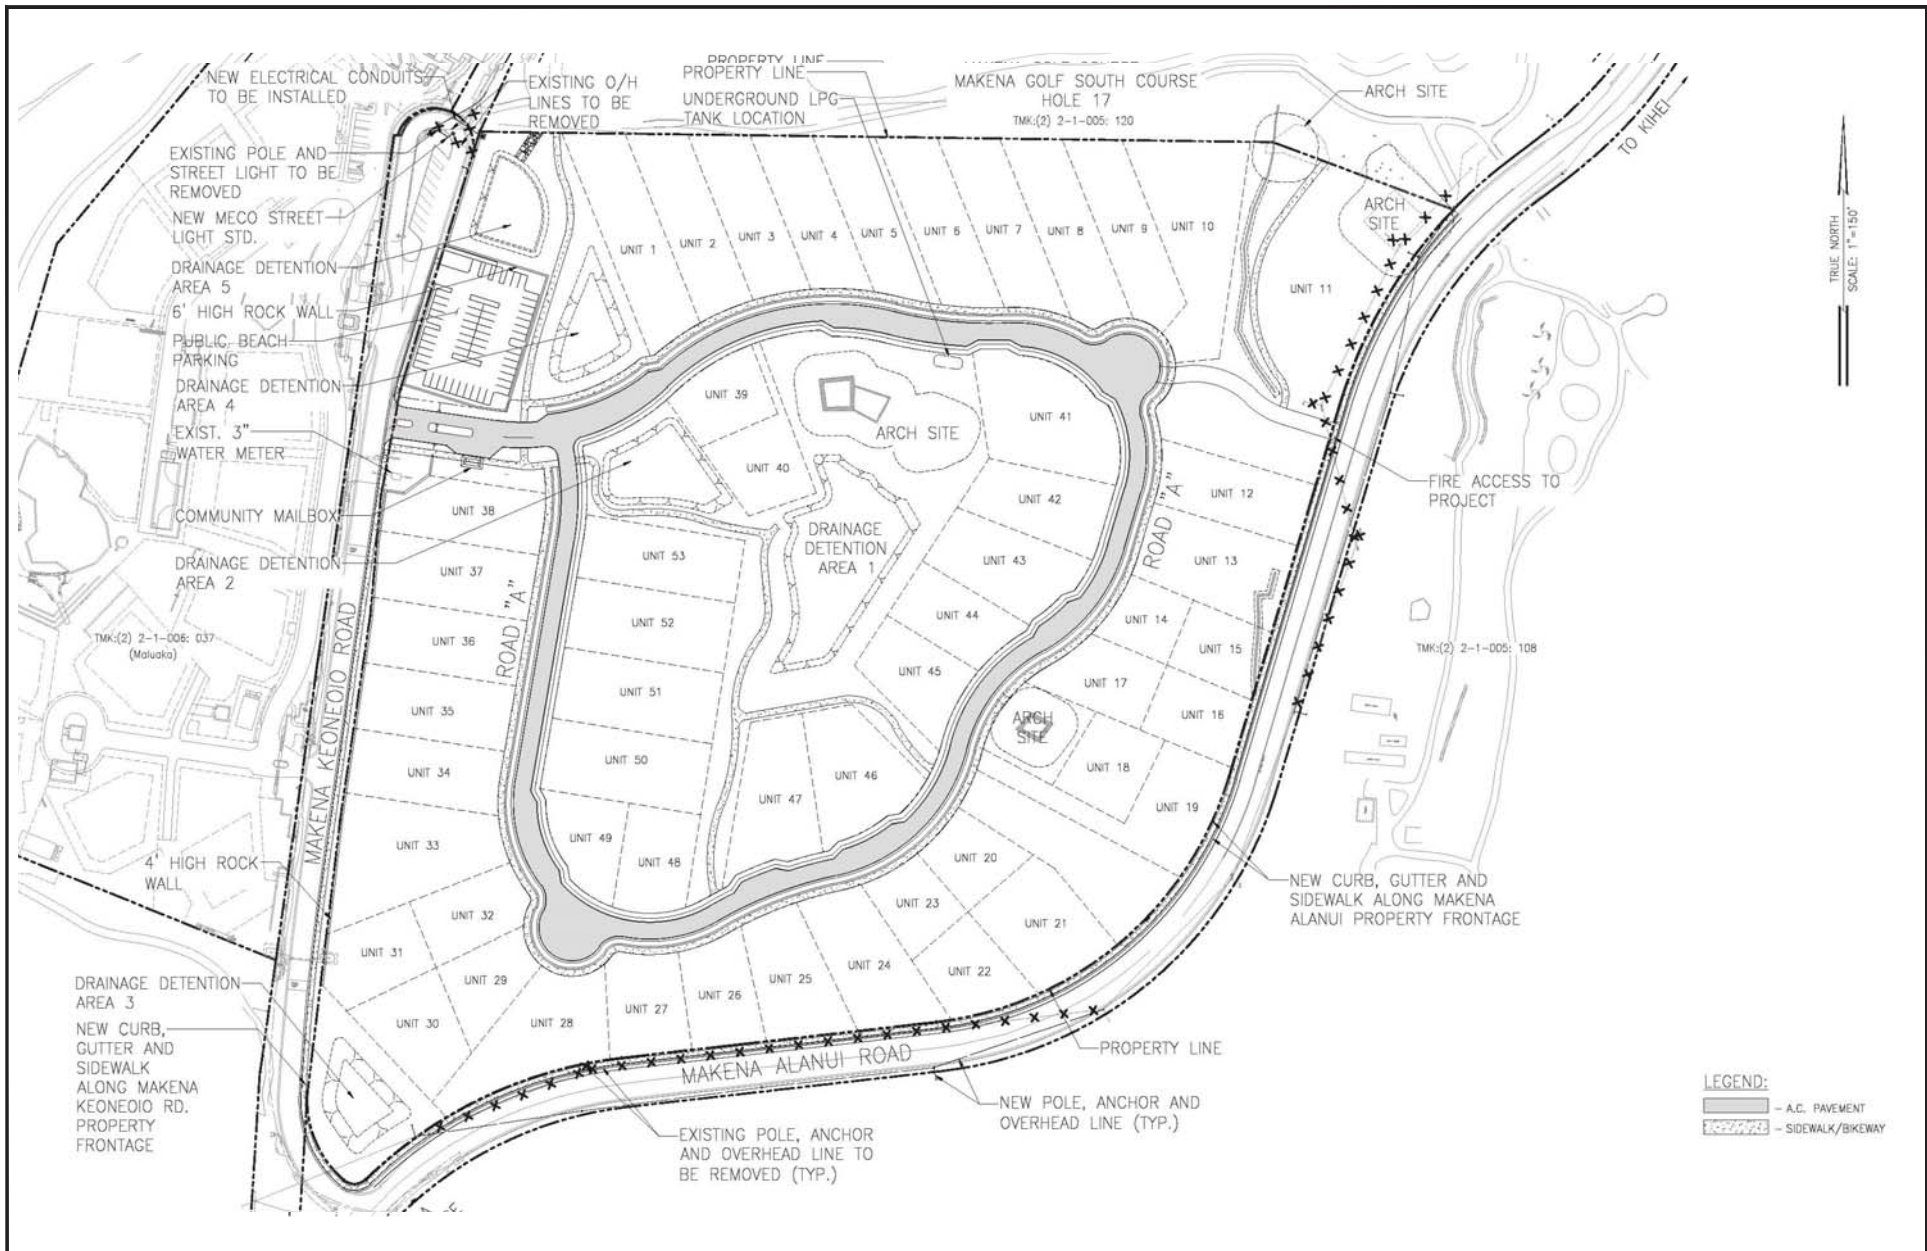 PROPERTY LINE
NEW ELECTRICAL CONDUITS
TO BE INSTALLED
EXISTING O/H
LINES TO BE
REMOVED
PROPERTY LINE
UNDERGROUND LPG
TANK LOCATION
MAKENA GOLF SOUTH COURSE
HOLE 17
TMK:(2) 2-1-005: 120
ARCH SITE
TO KIHEI
TRUE NORTH
SCALE: 1"=150'
EXISTING POLE AND
STREET LIGHT TO BE
REMOVED
NEW MECO STREET
LIGHT STD.
DRAINAGE DETENTION
AREA 5
6' HIGH ROCK WALL
PUBLIC BEACH
PARKING
DRAINAGE DETENTION
AREA 4
EXIST. 3"
WATER METER
COMMUNITY MAILBOX
DRAINAGE DETENTION
AREA 2
TMK:(2) 2-1-006: 037
(Maluaka)
MAKENA KEONEOIO ROAD
ROAD "A"
4' HIGH ROCK
WALL
DRAINAGE DETENTION
AREA 3
NEW CURB,
GUTTER AND
SIDEWALK
ALONG MAKENA
KEONEOIO RD.
PROPERTY
FRONTAGE
UNIT 1
UNIT 2
UNIT 3
UNIT 4
UNIT 5
UNIT 6
UNIT 7
UNIT 8
UNIT 9
UNIT 10
ARCH
SITE
UNIT 11
UNIT 39
UNIT 40
ARCH SITE
UNIT 41
UNIT 42
UNIT 43
UNIT 44
UNIT 45
DRAINAGE
DETENTION
AREA 1
ROAD "A"
UNIT 12
UNIT 13
UNIT 14
UNIT 15
UNIT 17
UNIT 16
ARCH
SITE
UNIT 18
UNIT 19
FIRE ACCESS TO
PROJECT
TMK:(2) 2-1-005: 108
UNIT 38
UNIT 37
UNIT 36
UNIT 35
UNIT 34
UNIT 33
UNIT 32
UNIT 31
UNIT 30
UNIT 29
UNIT 53
UNIT 52
UNIT 51
UNIT 50
UNIT 49
UNIT 48
UNIT 47
UNIT 46
UNIT 28
UNIT 27
UNIT 26
UNIT 25
UNIT 24
UNIT 23
UNIT 22
UNIT 21
UNIT 20
NEW CURB, GUTTER AND
SIDEWALK ALONG MAKENA
ALANUI PROPERTY FRONTAGE
MAKENA ALANUI ROAD
PROPERTY LINE
NEW POLE, ANCHOR AND
OVERHEAD LINE (TYP.)
EXISTING POLE, ANCHOR
AND OVERHEAD LINE TO
BE REMOVED (TYP.)
LEGEND:
- A.C. PAVEMENT
- SIDEWALK/BIKEWAY